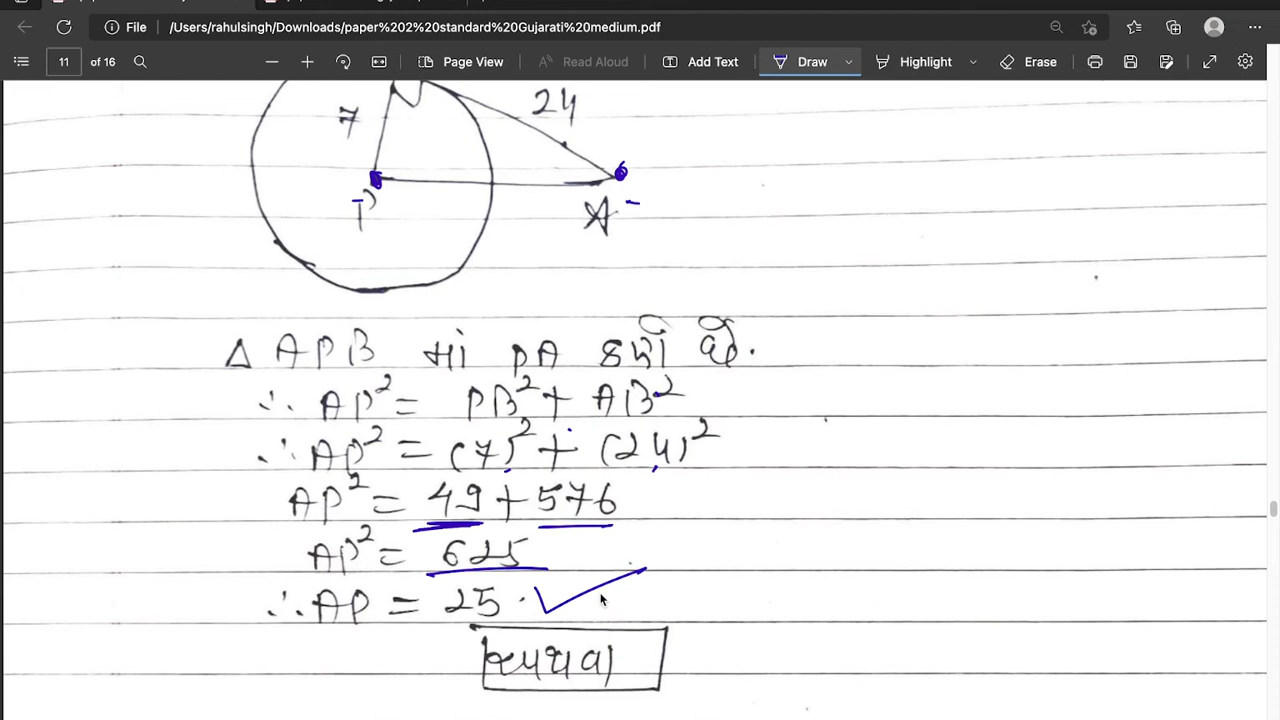 File /Users/rahulsingh/Downloads/paper%202%20standard%20Gujarati%20medium.pdf
11 of 16 Page View Read Aloud Add Text Draw Highlight Erase
7 24
P A
Δ APB માં PA કર્ણ છે.
∴ AP² = PB² + AB²
∴ AP² = (7)² + (24)²
AP² = 49 + 576
AP² = 625
∴ AP = 25.
અથવા